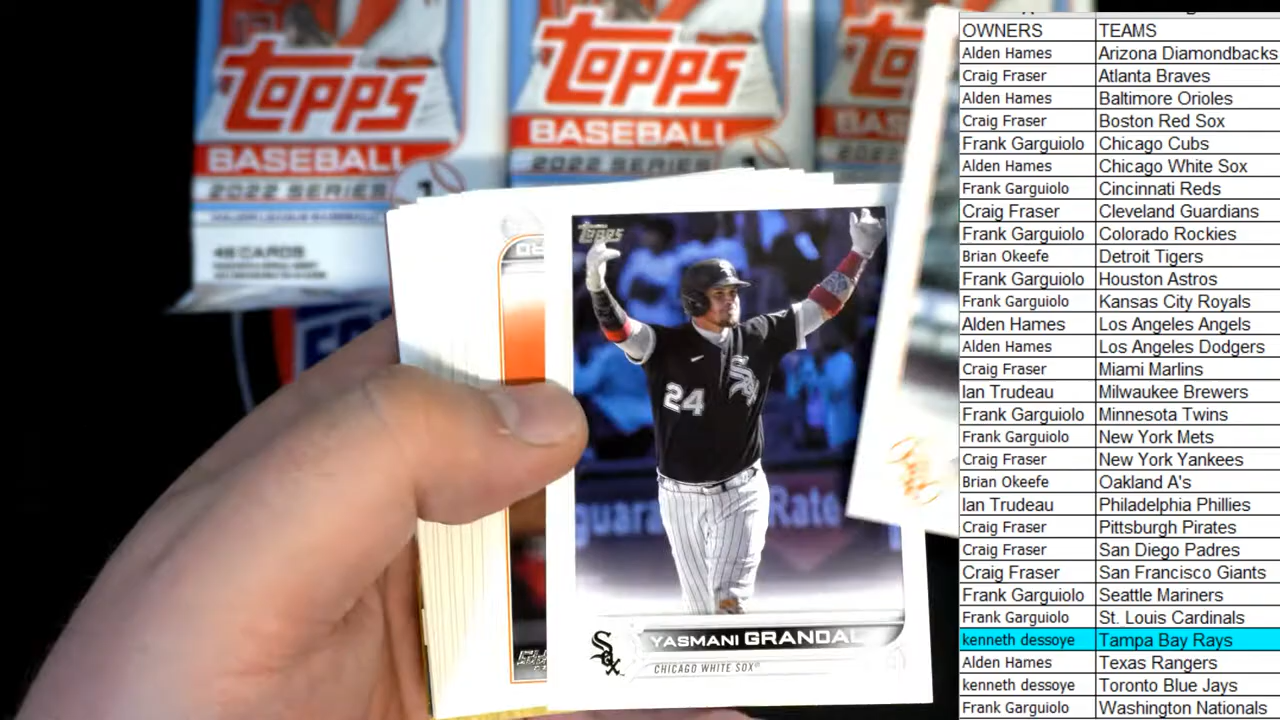 TOPPS
BASEBALL
2022 SERIES
1
48 CARDS
TOPPS
BASEBALL
2022 SERIES
TOPPS
BAS
2022
TOPPS
24
Sox
guara
Rate
Sox
YASMANI GRANDAL
CHICAGO WHITE SOX
OWNERS TEAMS
Alden Hames Arizona Diamondbacks
Craig Fraser Atlanta Braves
Alden Hames Baltimore Orioles
Craig Fraser Boston Red Sox
Frank Garguiolo Chicago Cubs
Alden Hames Chicago White Sox
Frank Garguiolo Cincinnati Reds
Craig Fraser Cleveland Guardians
Frank Garguiolo Colorado Rockies
Brian Okeefe Detroit Tigers
Frank Garguiolo Houston Astros
Frank Garguiolo Kansas City Royals
Alden Hames Los Angeles Angels
Alden Hames Los Angeles Dodgers
Craig Fraser Miami Marlins
Ian Trudeau Milwaukee Brewers
Frank Garguiolo Minnesota Twins
Frank Garguiolo New York Mets
Craig Fraser New York Yankees
Brian Okeefe Oakland A's
Ian Trudeau Philadelphia Phillies
Craig Fraser Pittsburgh Pirates
Craig Fraser San Diego Padres
Craig Fraser San Francisco Giants
Frank Garguiolo Seattle Mariners
Frank Garguiolo St. Louis Cardinals
kenneth dessoye Tampa Bay Rays
Alden Hames Texas Rangers
kenneth dessoye Toronto Blue Jays
Frank Garguiolo Washington Nationals